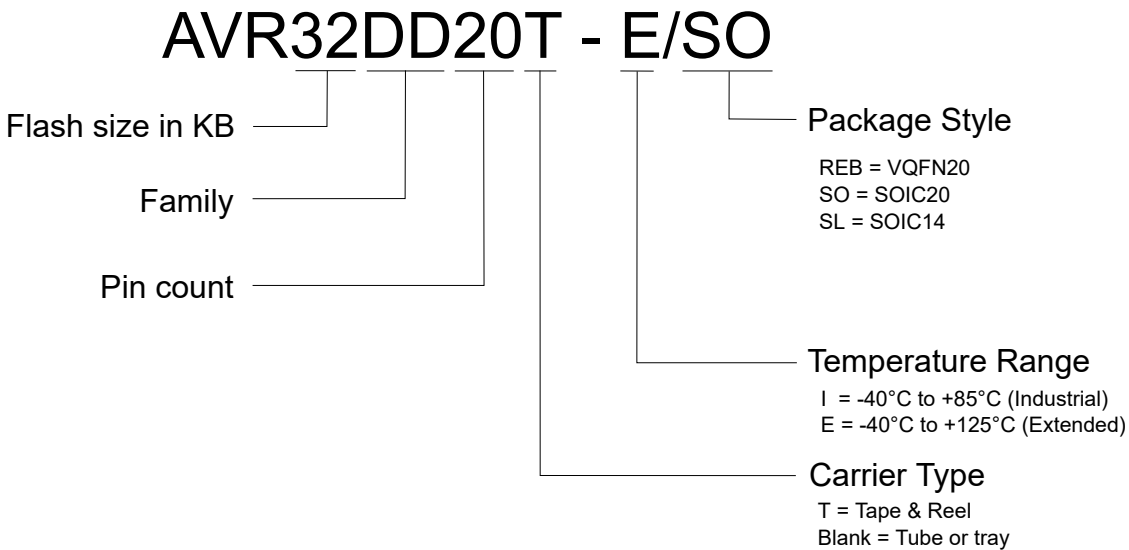 AVR32DD20T - E/SO
Flash size in KB
Family
Pin count
Package Style
REB = VQFN20
SO = SOIC20
SL = SOIC14
Temperature Range
I = -40°C to +85°C (Industrial)
E = -40°C to +125°C (Extended)
Carrier Type
T = Tape & Reel
Blank = Tube or tray